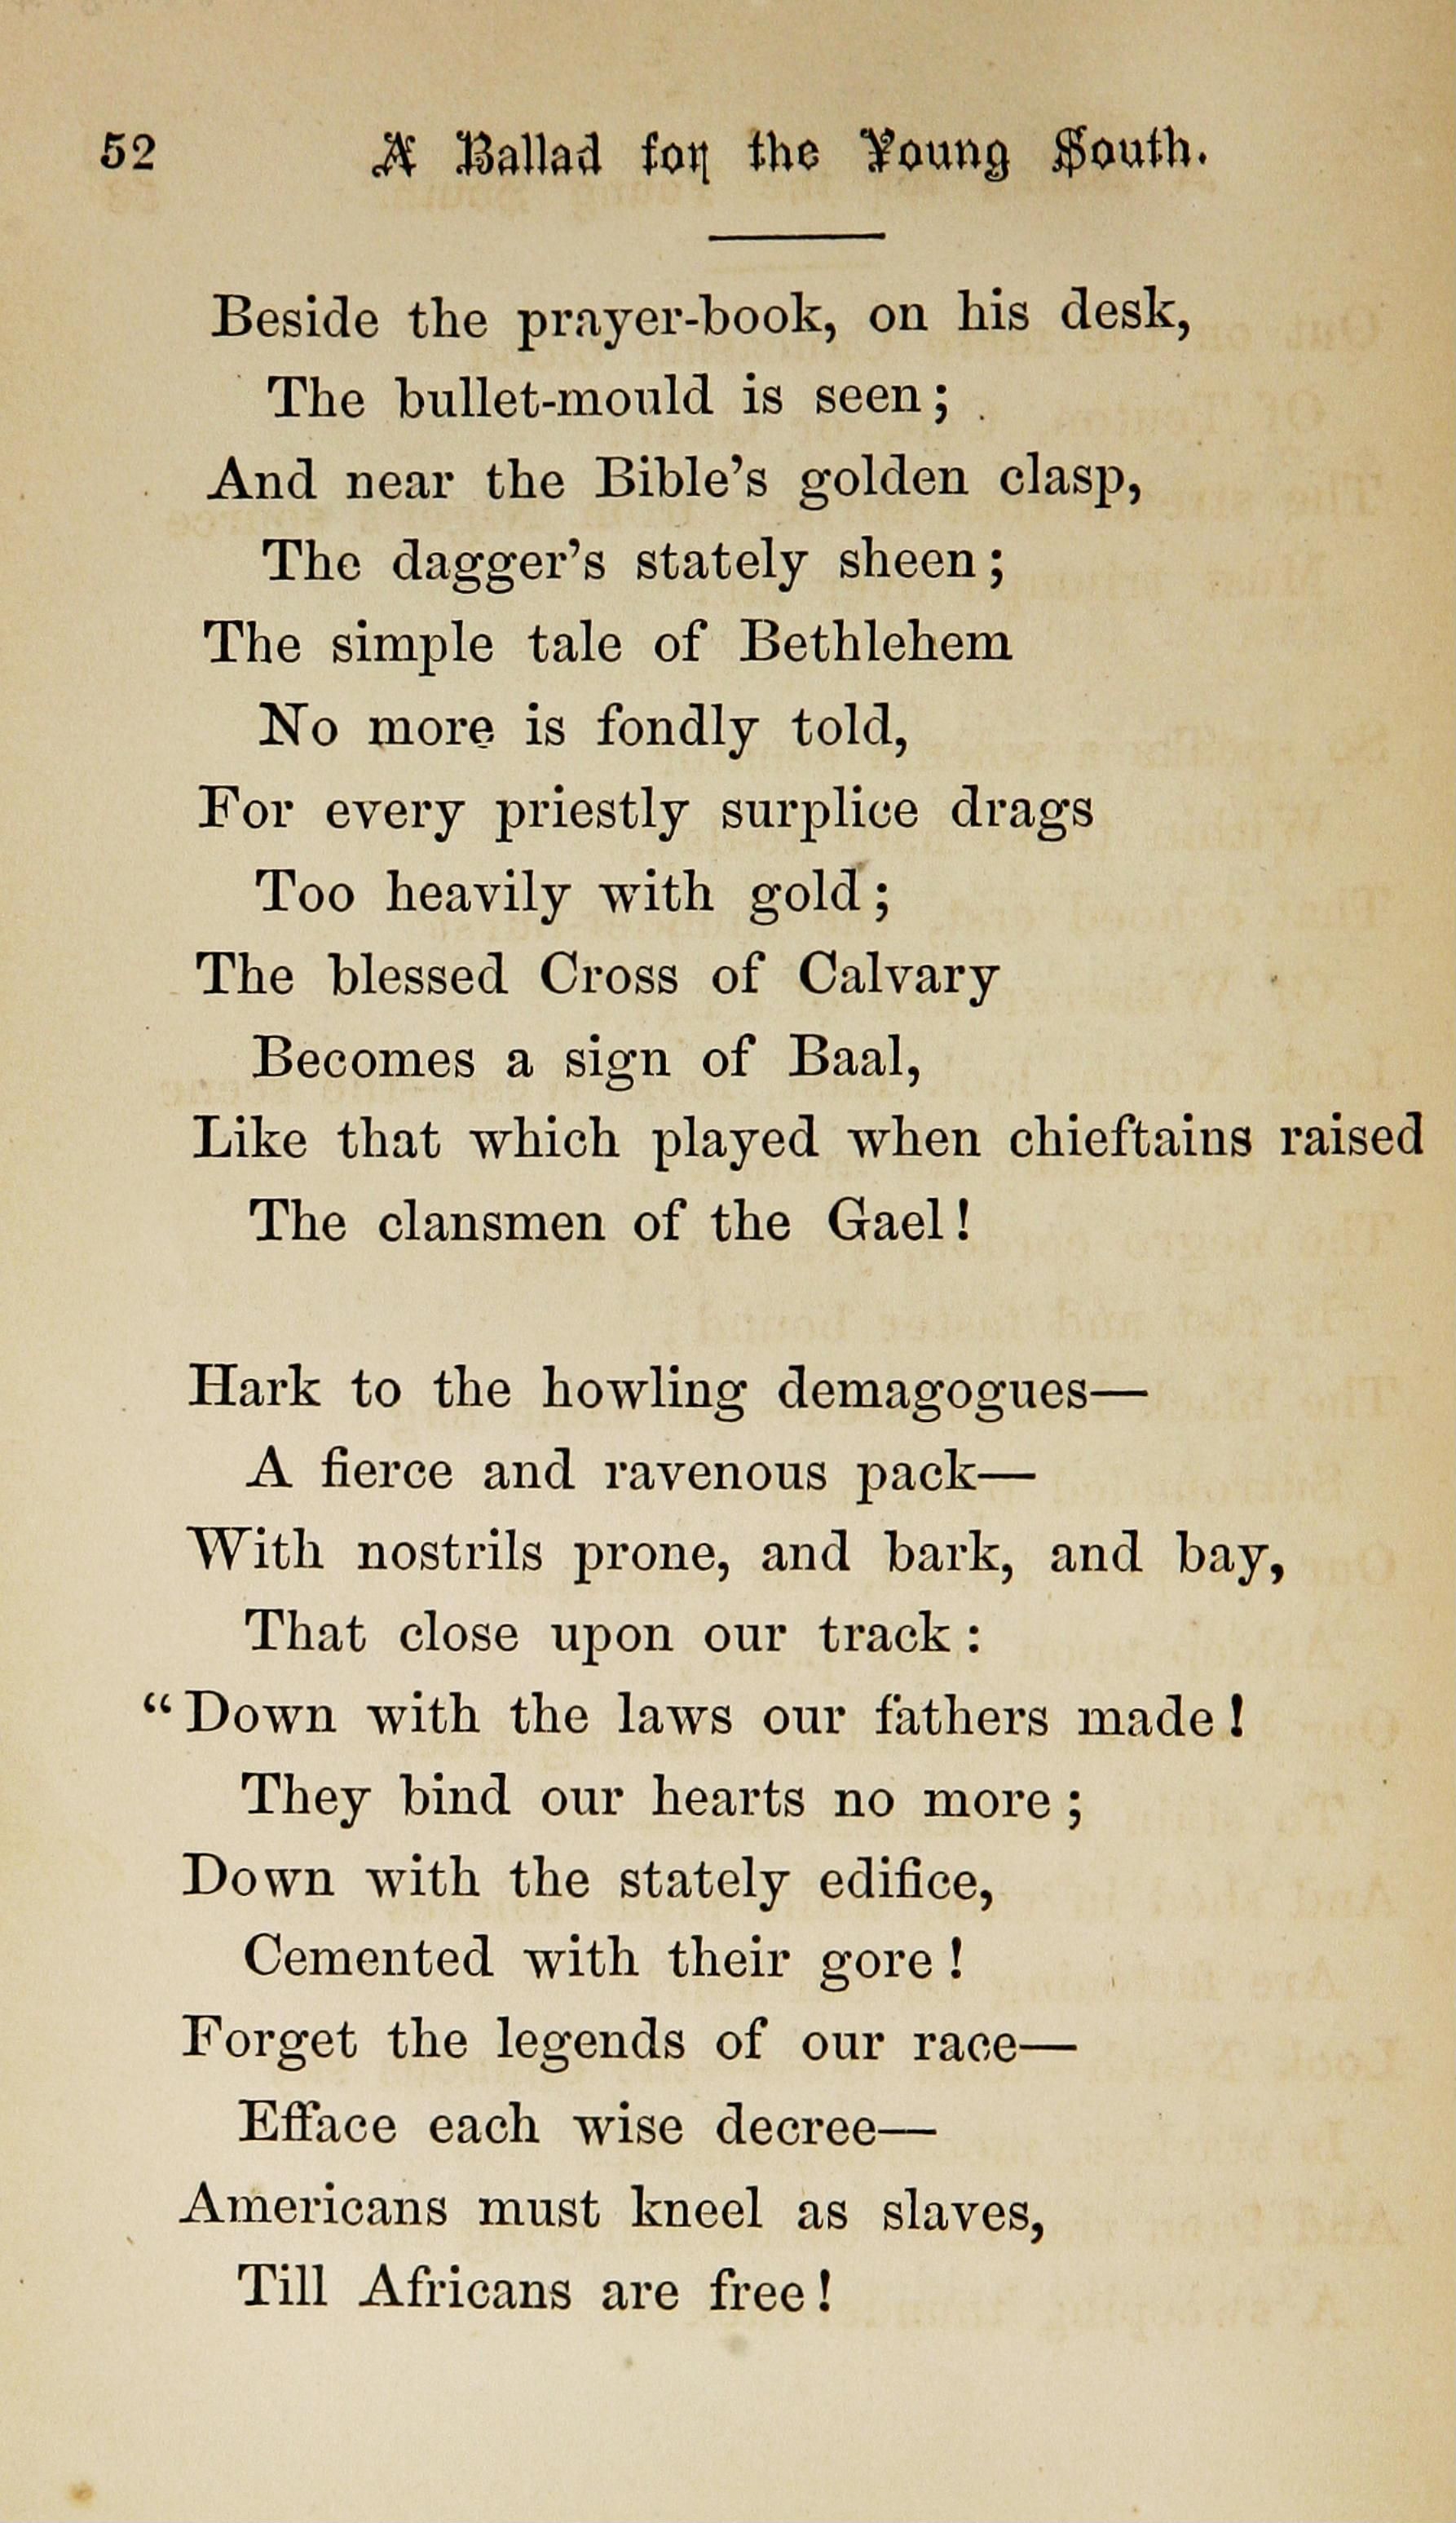 52 A Ballad for the Young South.
Beside the prayer-book, on his desk,
The bullet-mould is seen;
And near the Bible's golden clasp,
The dagger's stately sheen;
The simple tale of Bethlehem
No more is fondly told,
For every priestly surplice drags
Too heavily with gold;
The blessed Cross of Calvary
Becomes a sign of Baal,
Like that which played when chieftains raised
The clansmen of the Gael!
Hark to the howling demagogues—
A fierce and ravenous pack—
With nostrils prone, and bark, and bay,
That close upon our track:
“Down with the laws our fathers made!
They bind our hearts no more;
Down with the stately edifice,
Cemented with their gore!
Forget the legends of our race—
Efface each wise decree—
Americans must kneel as slaves,
Till Africans are free!